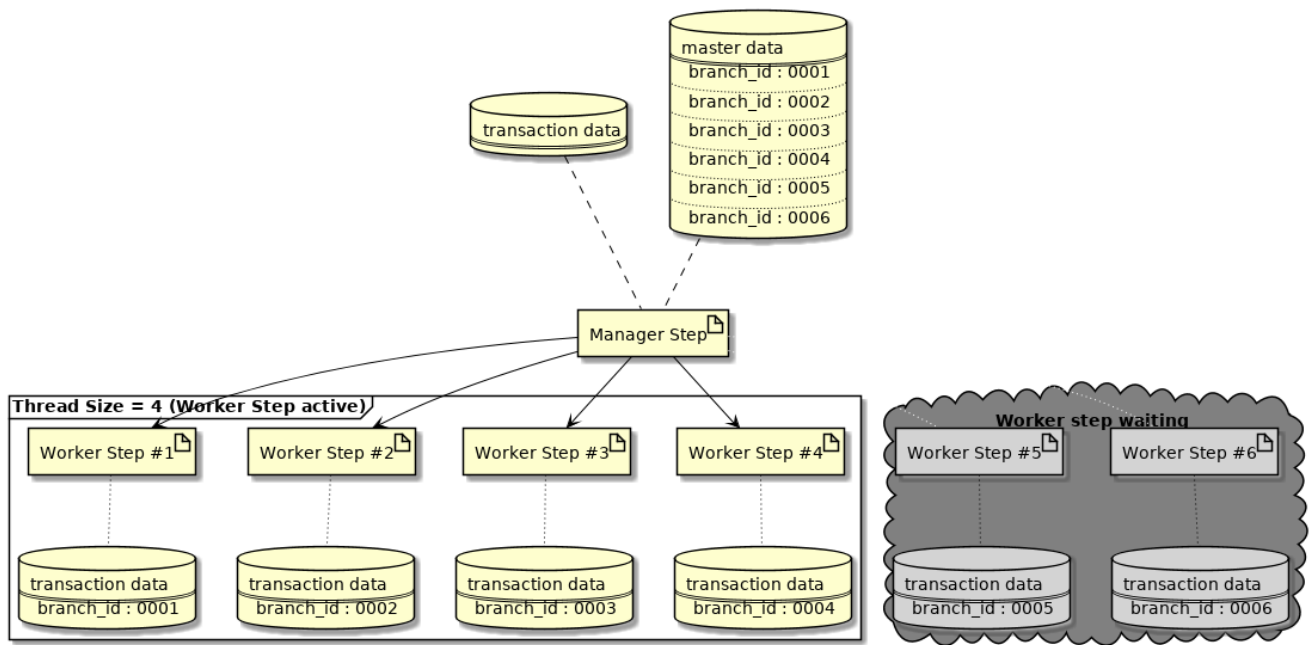 master data
branch_id : 0001
branch_id : 0002
branch_id : 0003
branch_id : 0004
branch_id : 0005
branch_id : 0006
transaction data
Manager Step
Thread Size = 4 (Worker Step active)
Worker step waiting
Worker Step #1
Worker Step #2
Worker Step #3
Worker Step #4
Worker Step #5
Worker Step #6
transaction data
branch_id : 0001
transaction data
branch_id : 0002
transaction data
branch_id : 0003
transaction data
branch_id : 0004
transaction data
branch_id : 0005
transaction data
branch_id : 0006